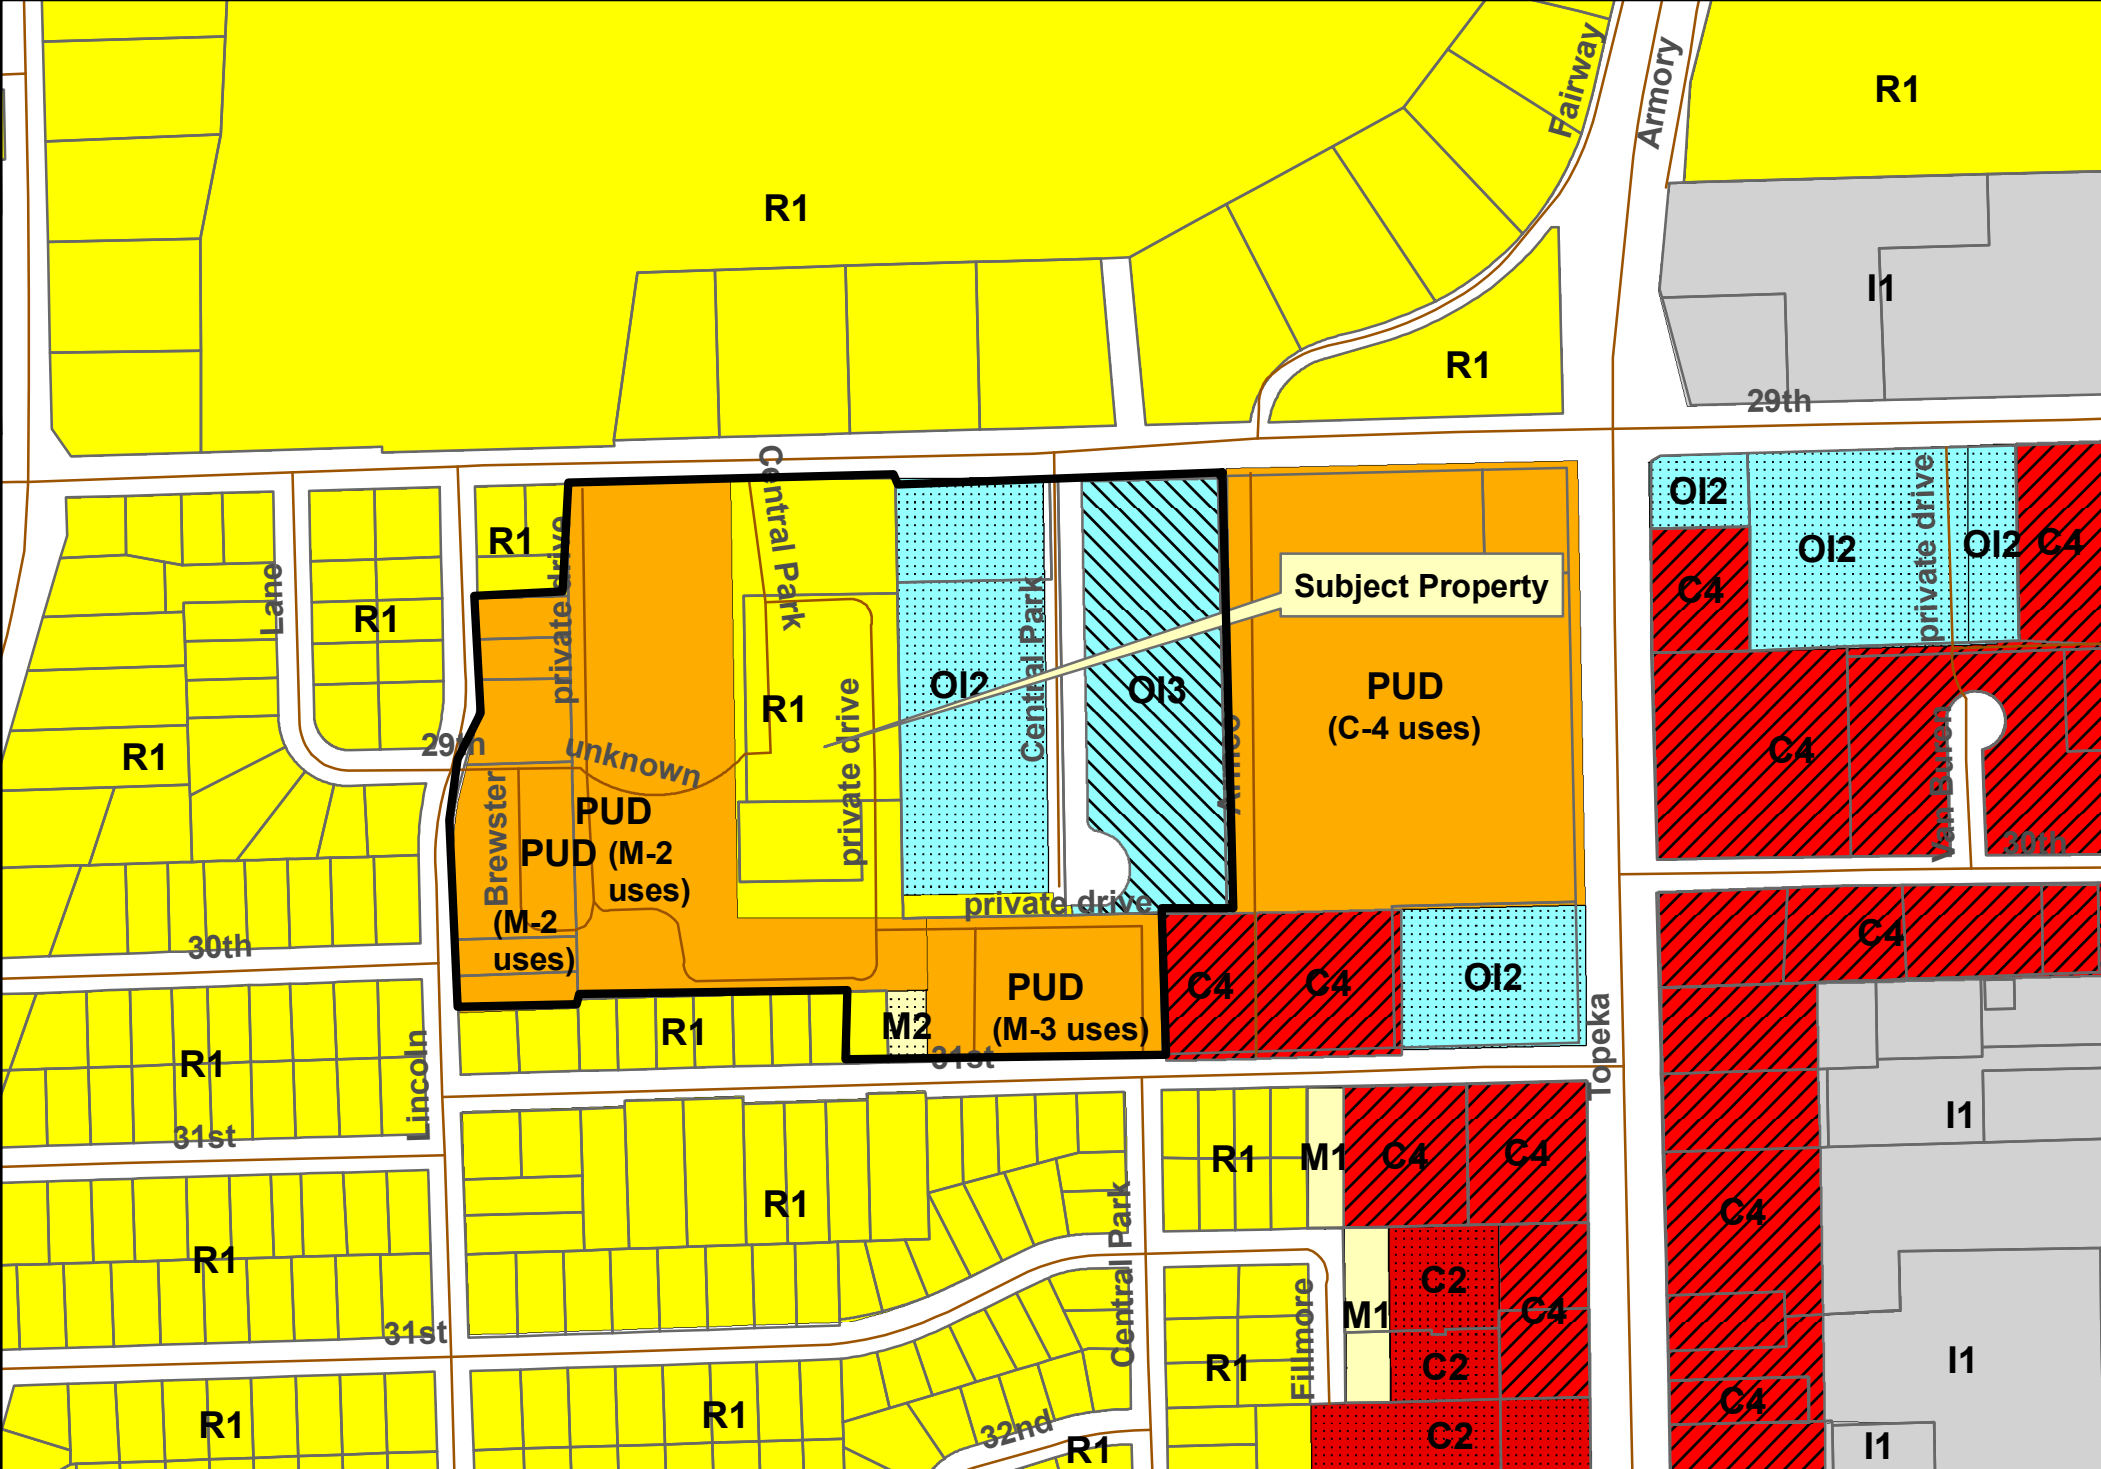 Fairway
Armory
R1
R1
I1
R1
29th
Central Park
private drive
OI2
R1
private drive
OI2
OI2
C4
C4
Subject Property
Lane
R1
Central Park
private drive
R1
OI2
OI3
PUD
(C-4 uses)
29th
unknown
R1
C4
Van Buren
Brewster
PUD
PUD
(M-2
uses)
30th
private drive
(M-2
uses)
30th
C4
PUD
(M-3 uses)
C4
C4
OI2
R1
M2
31st
Topeka
R1
Lincoln
31st
I1
R1
M1
C4
C4
R1
Central Park
C4
R1
C2
M1
C4
31st
Fillmore
R1
C2
I1
R1
R1
C4
32nd
R1
C2
I1